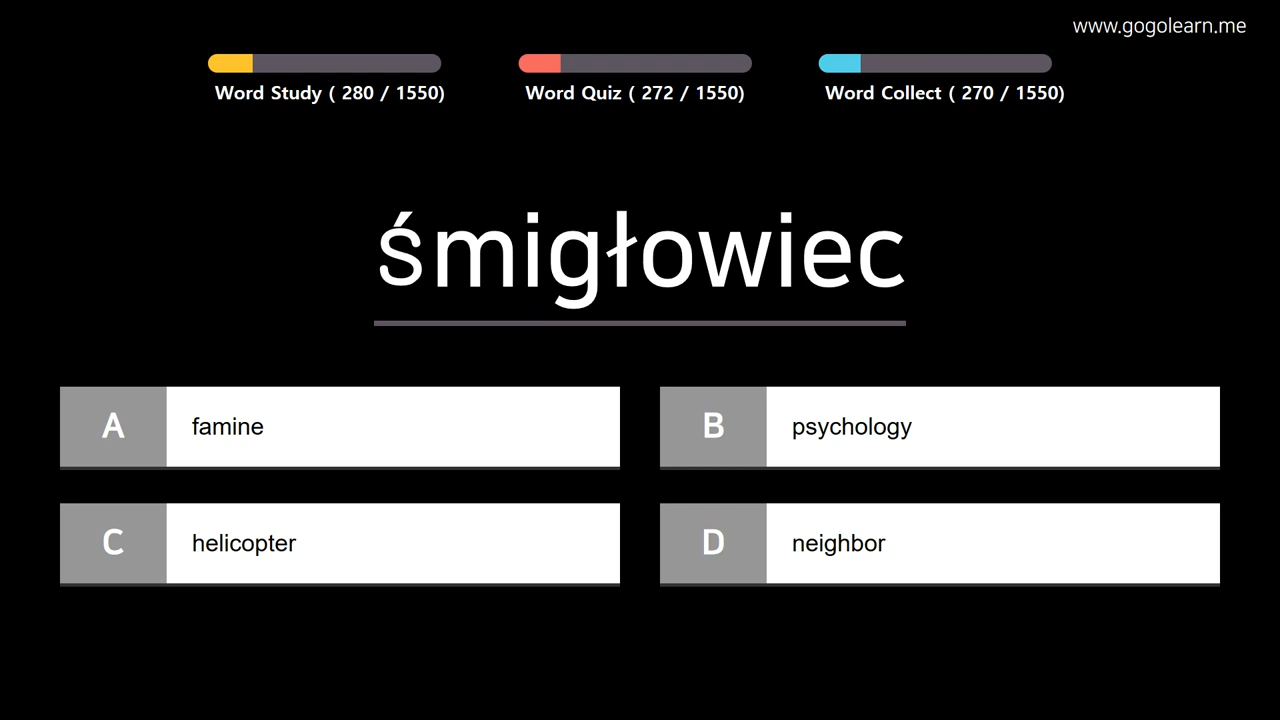 www.gogolearn.me
Word Study ( 280 / 1550)
Word Quiz ( 272 / 1550)
Word Collect ( 270 / 1550)
śmigłowiec
A famine
B psychology
C helicopter
D neighbor